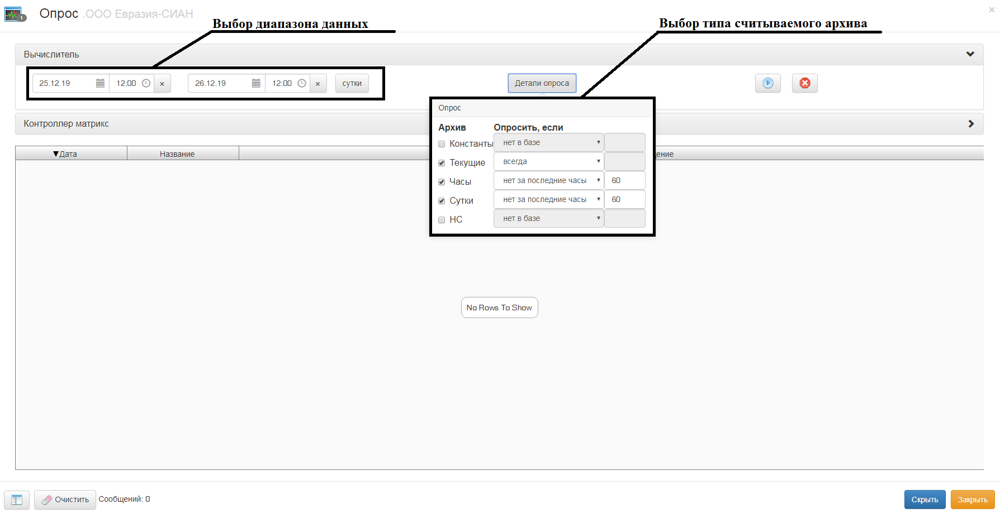 1
Опрос .ООО Евразия-СИАН
×
Выбор диапазона данных
Выбор типа считываемого архива
Вычислитель
25.12.19 12:00 × 26.12.19 12:00 × сутки Детали опроса
Опрос
Контроллер матрикс
Архив Опросить, если
Константы нет в базе
▼Дата Название ение
Текущие всегда
Часы нет за последние часы 60
Сутки нет за последние часы 60
НС нет в базе
No Rows To Show
Очистить Сообщений: 0 Скрыть Закрыть